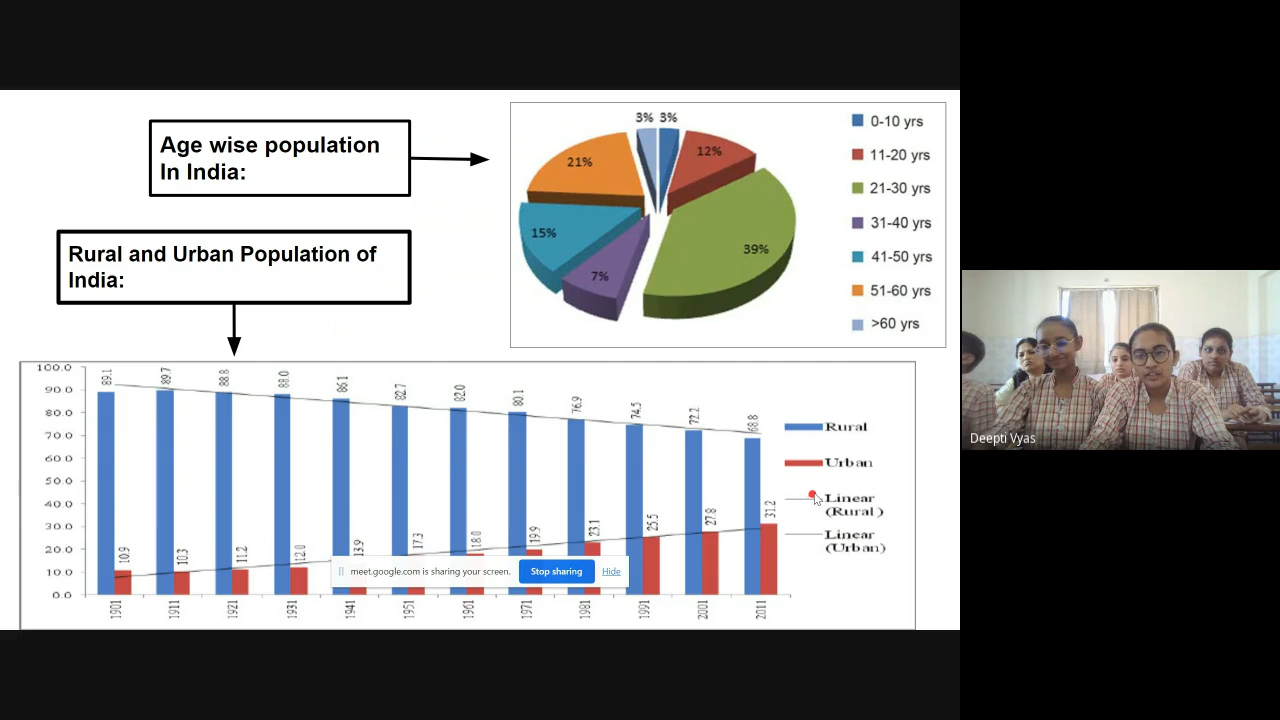 Age wise population
In India:
Rural and Urban Population of
India:
3% 3%
12%
21%
39%
15%
7%
0-10 yrs
11-20 yrs
21-30 yrs
31-40 yrs
41-50 yrs
51-60 yrs
>60 yrs
100.0
90.0
80.0
70.0
60.0
50.0
40.0
30.0
20.0
10.0
0.0
89.1 89.7 88.8 88.0 86.1 82.7 82.0 80.1 76.9 74.5 72.2 68.8
10.9 10.3 11.2 12.0 13.9 17.3 18.0 19.9 23.1 25.5 27.8 31.2
1901 1911 1921 1931 1941 1951 1961 1971 1981 1991 2001 2011
Rural
Urban
Linear
(Rural)
Linear
(Urban)
meet.google.com is sharing your screen. Stop sharing Hide
Deepti Vyas